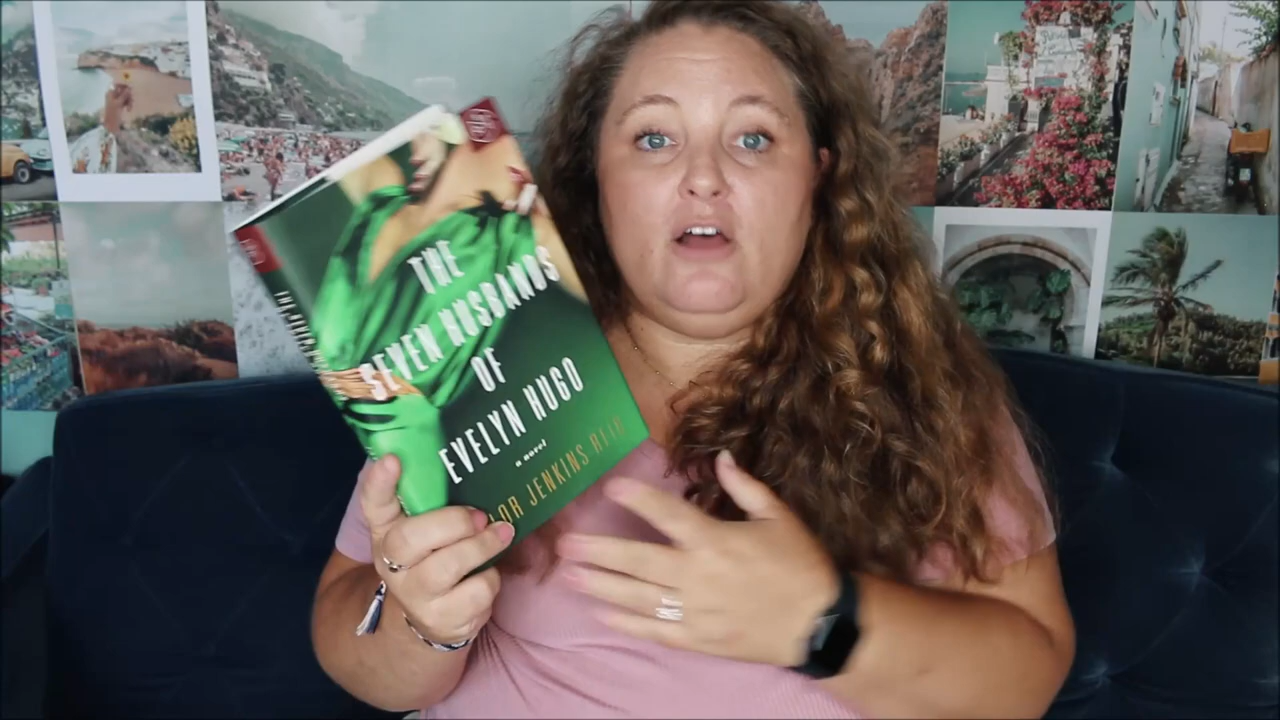 THE
SEVEN HUSBANDS
OF
EVELYN HUGO
a novel
JENKINS REID